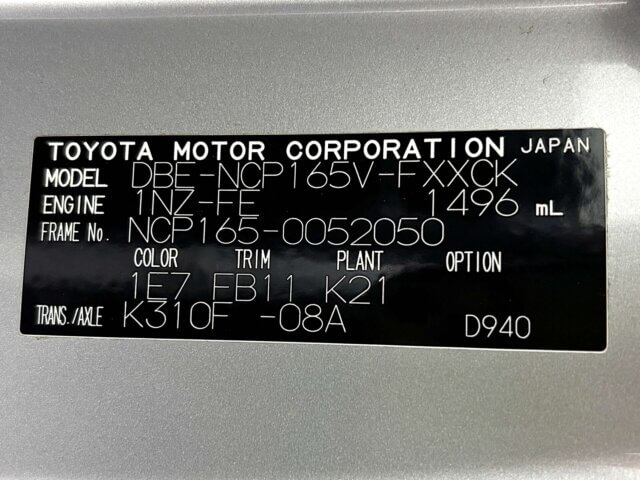 TOYOTA MOTOR CORPORATION JAPAN
MODEL DBE-NCP165V-FXXCK
ENGINE 1NZ-FE 1496 mL
FRAME No. NCP165-0052050
COLOR TRIM PLANT OPTION
1E7 FB11 K21
TRANS./AXLE K310F -08A D940